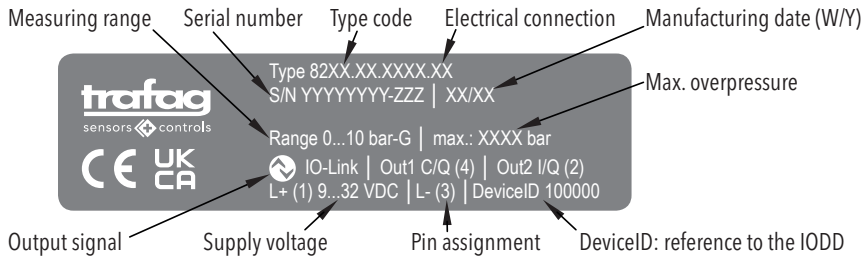 Measuring range Serial number Type code Electrical connection Manufacturing date (W/Y)
Type 82XX.XX.XXXX.XX
S/N YYYYYYYY-ZZZ | XX/XX
Max. overpressure
trafag
sensors controls
Range 0...10 bar-G | max.: XXXX bar
CE UK CA
IO-Link | Out1 C/Q (4) | Out2 I/Q (2)
L+ (1) 9...32 VDC | L- (3) | DeviceID 100000
Output signal Supply voltage Pin assignment DeviceID: reference to the IODD